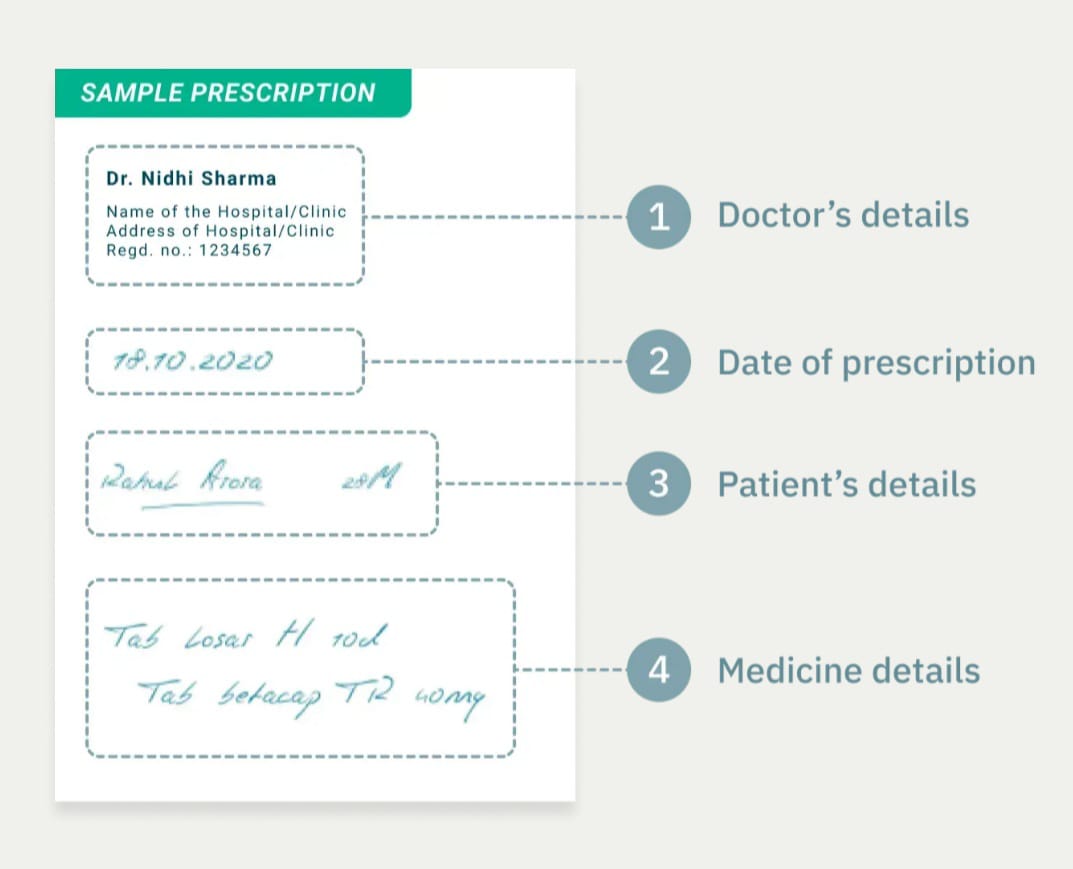 SAMPLE PRESCRIPTION
Dr. Nidhi Sharma
Name of the Hospital/Clinic
Address of Hospital/Clinic
Regd. no.: 1234567
1 Doctor's details
18.10.2020
2 Date of prescription
Rahul Arora 28M
3 Patient's details
Tab Losar H 10d
Tab betacap TR 40mg
4 Medicine details